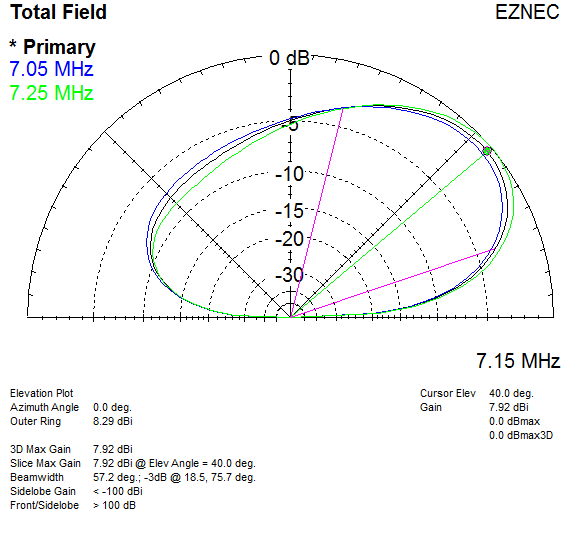 Total Field
EZNEC
* Primary
7.05 MHz
7.25 MHz
0 dB
-5
-10
-15
-20
-30
7.15 MHz
Elevation Plot
Azimuth Angle 0.0 deg.
Outer Ring 8.29 dBi
3D Max Gain 7.92 dBi
Slice Max Gain 7.92 dBi @ Elev Angle = 40.0 deg.
Beamwidth 57.2 deg.; -3dB @ 18.5, 75.7 deg.
Sidelobe Gain < -100 dBi
Front/Sidelobe > 100 dB
Cursor Elev 40.0 deg.
Gain 7.92 dBi
0.0 dBmax
0.0 dBmax3D